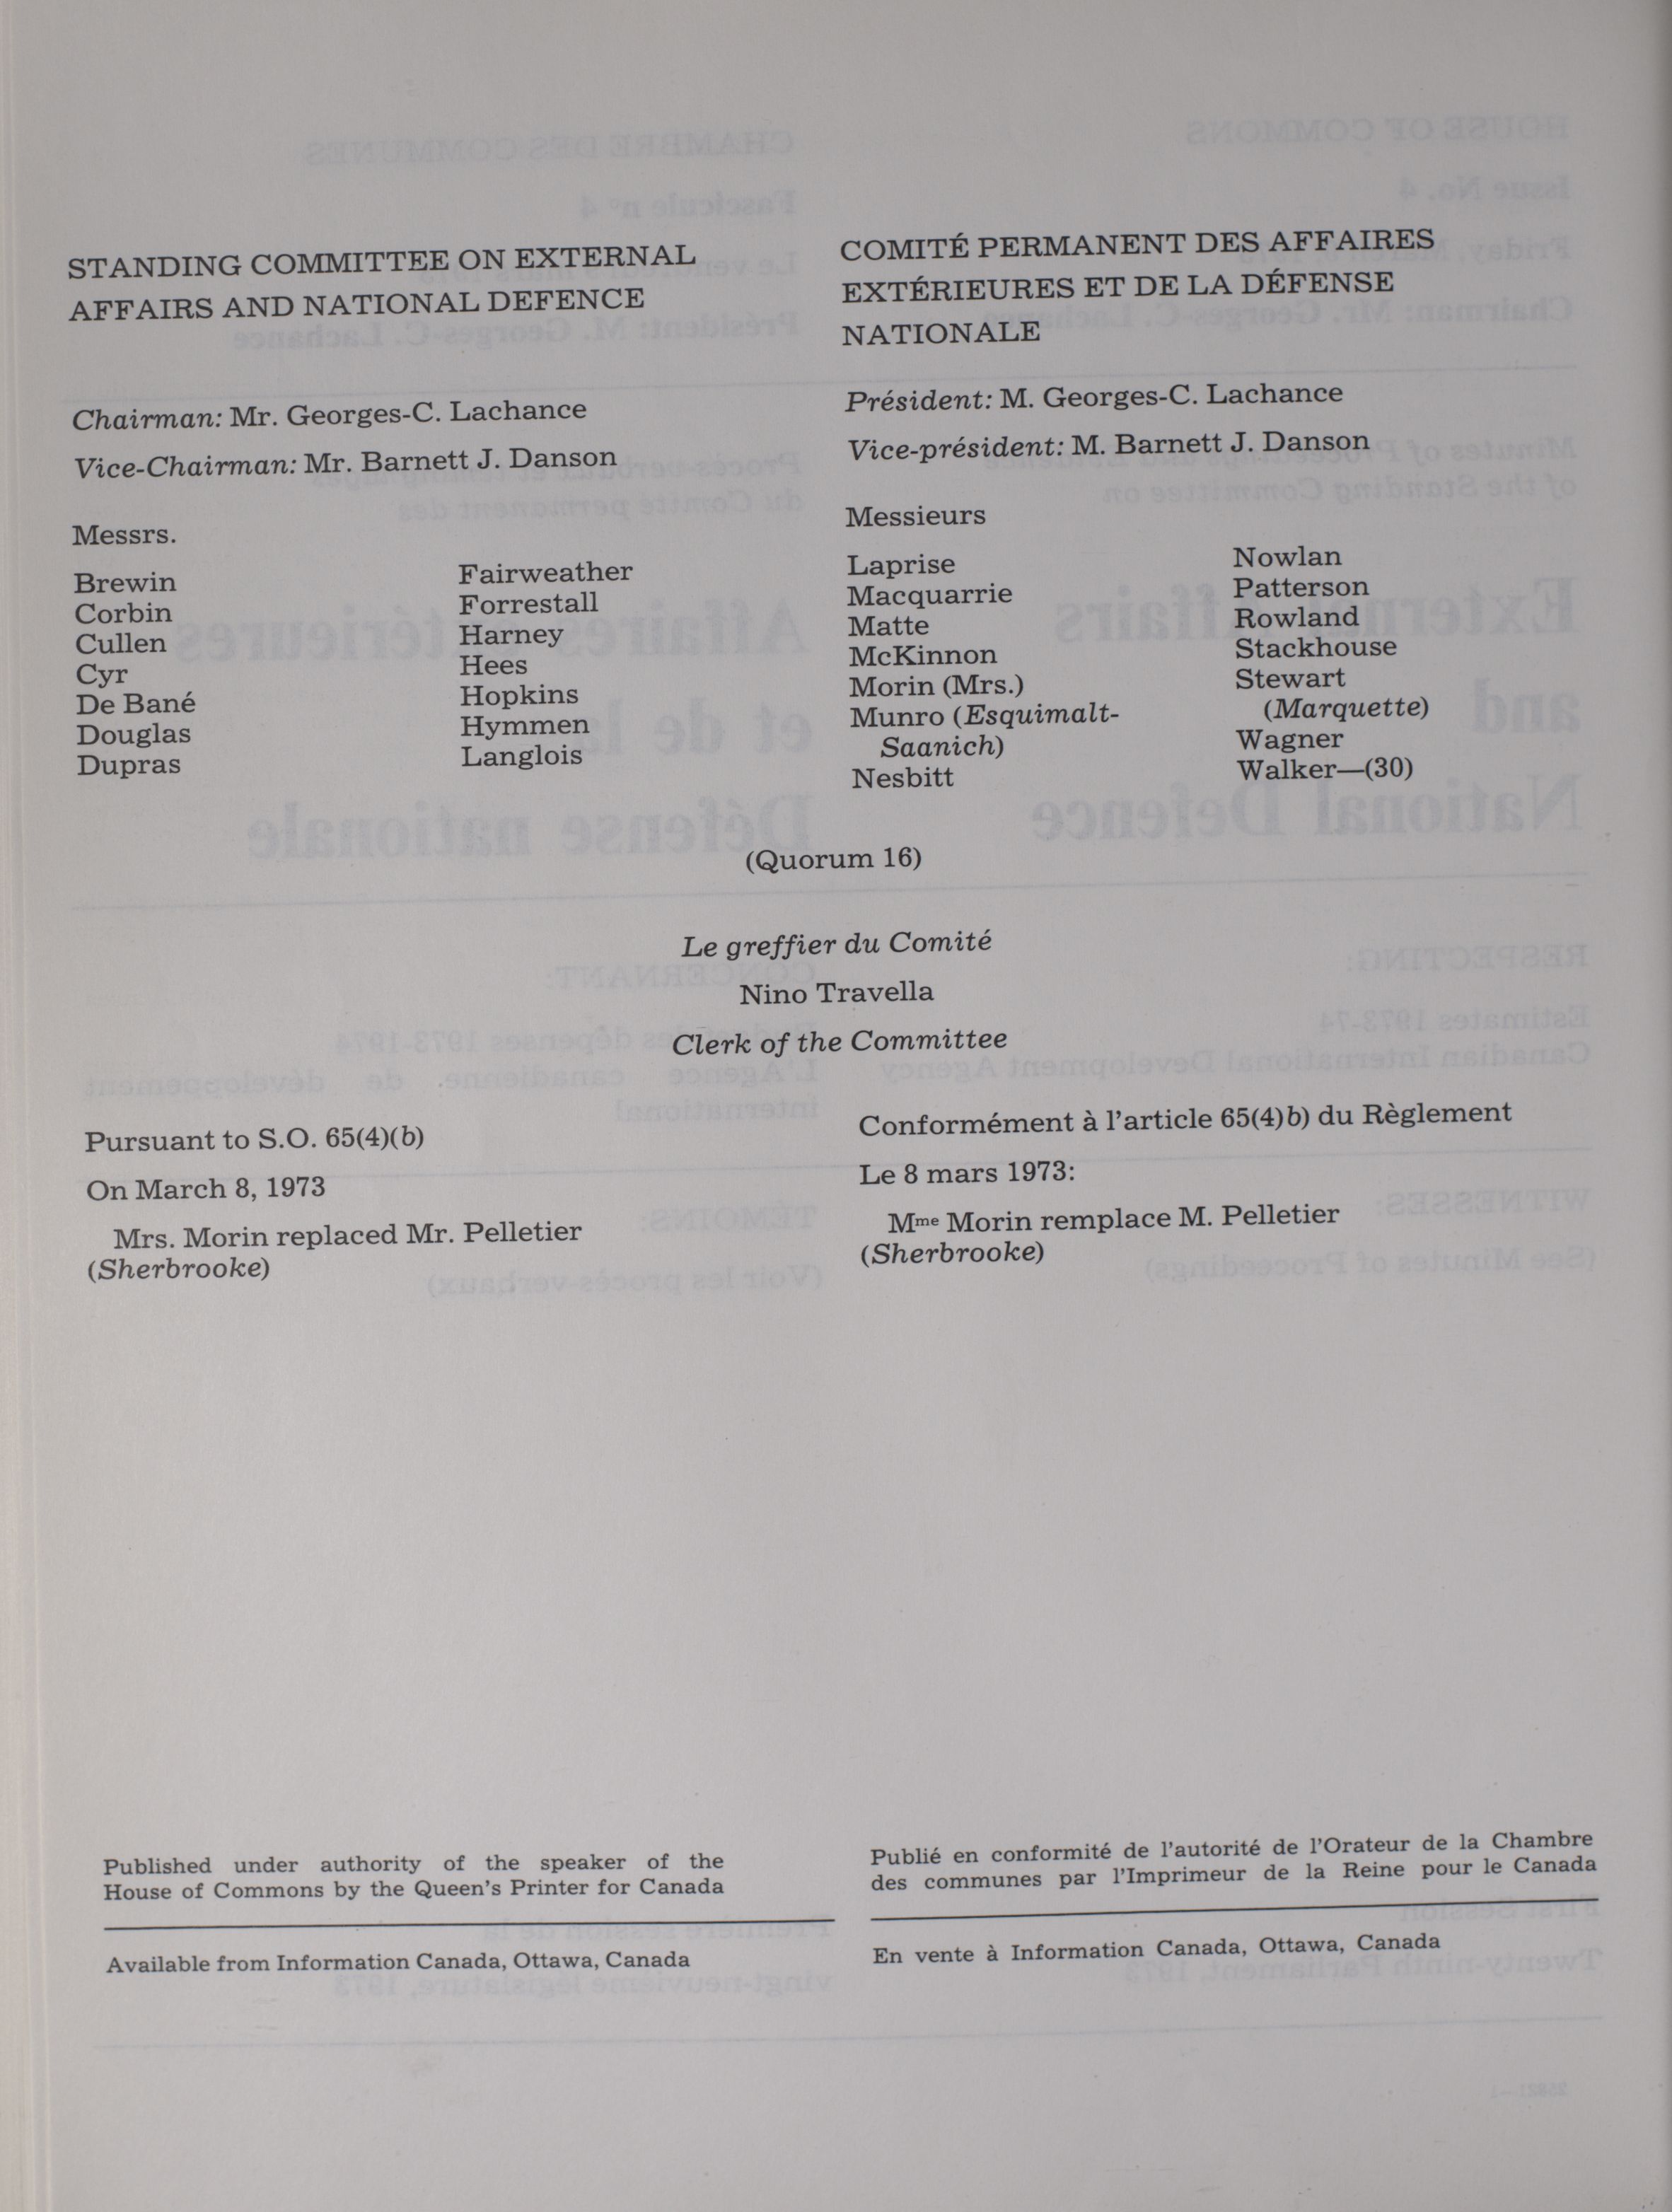 STANDING COMMITTEE ON EXTERNAL
AFFAIRS AND NATIONAL DEFENCE
Chairman: Mr. Georges-C. Lachance
Vice-Chairman: Mr. Barnett J. Danson
Messrs.
Brewin
Corbin
Cullen
Cyr
De Bané
Douglas
Dupras
Fairweather
Forrestall
Harney
Hees
Hopkins
Hymmen
Langlois
COMITÉ PERMANENT DES AFFAIRES
EXTÉRIEURES ET DE LA DÉFENSE
NATIONALE
Président: M. Georges-C. Lachance
Vice-président: M. Barnett J. Danson
Messieurs
Laprise
Macquarrie
Matte
McKinnon
Morin (Mrs.)
Munro (Esquimalt-
Saanich)
Nesbitt
Nowlan
Patterson
Rowland
Stackhouse
Stewart
(Marquette)
Wagner
Walker—(30)
(Quorum 16)
Le greffier du Comité
Nino Travella
Clerk of the Committee
Pursuant to S.O. 65(4)(b)
On March 8, 1973
Mrs. Morin replaced Mr. Pelletier
(Sherbrooke)
Conformément à l'article 65(4)b) du Règlement
Le 8 mars 1973:
Mme Morin remplace M. Pelletier
(Sherbrooke)
Published under authority of the speaker of the
House of Commons by the Queen's Printer for Canada
Available from Information Canada, Ottawa, Canada
Publié en conformité de l'autorité de l'Orateur de la Chambre
des communes par l'Imprimeur de la Reine pour le Canada
En vente à Information Canada, Ottawa, Canada